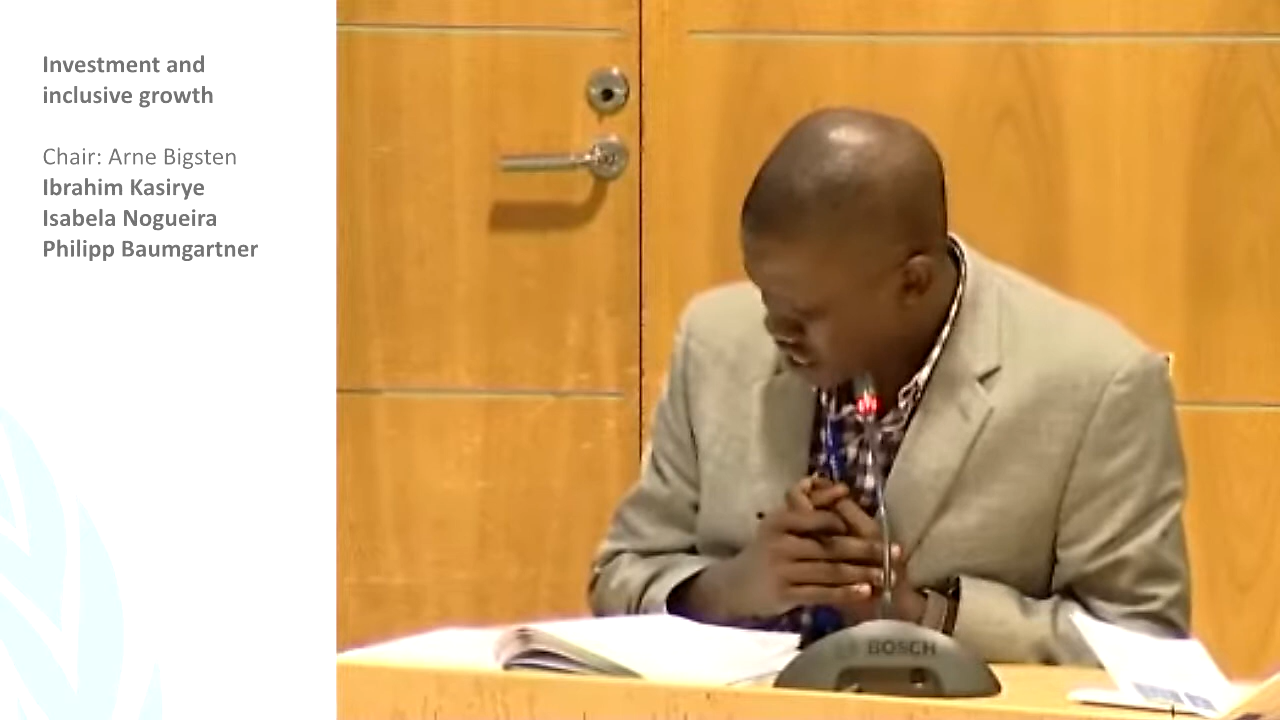 Investment and
inclusive growth
Chair: Arne Bigsten
Ibrahim Kasirye
Isabela Nogueira
Philipp Baumgartner
BOSCH